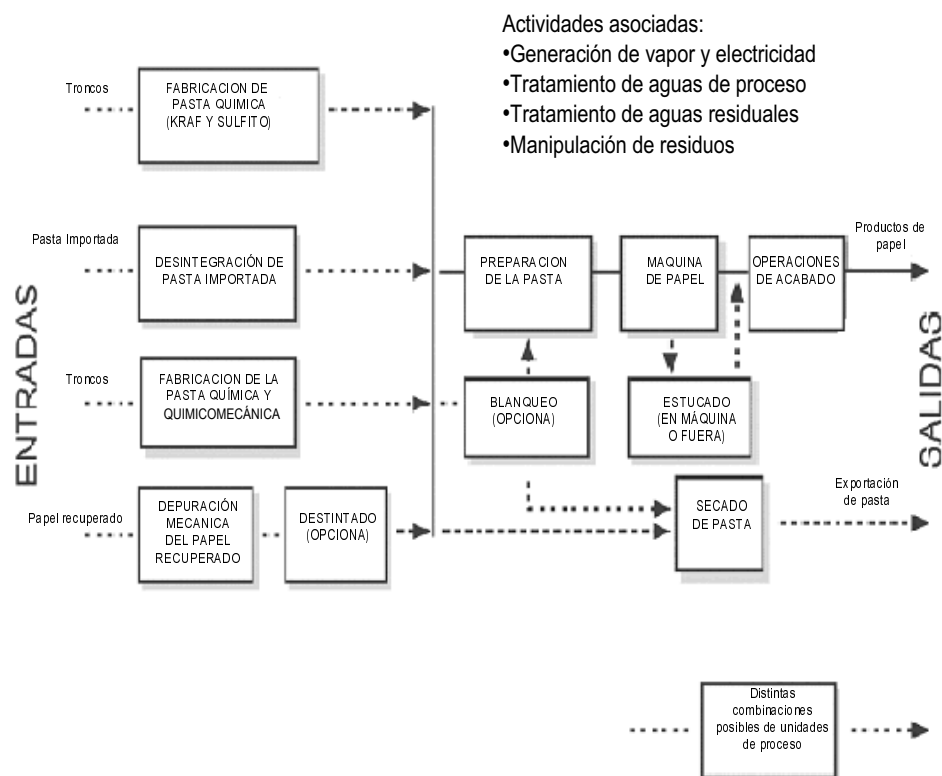 Actividades asociadas:
•Generación de vapor y electricidad
•Tratamiento de aguas de proceso
•Tratamiento de aguas residuales
•Manipulación de residuos
Troncos
FABRICACION DE
PASTA QUIMICA
(KRAF Y SULFITO)
Pasta Importada
DESINTEGRACIÓN DE
PASTA IMPORTADA
PREPARACION
DE LA PASTA
MAQUINA
DE PAPEL
OPERACIONES
DE ACABADO
Productos de
papel
ENTRADAS
SALIDAS
Troncos
FABRICACION DE LA
PASTA QUÍMICA Y
QUIMICOMECÁNICA
BLANQUEO
(OPCIONA)
ESTUCADO
(EN MÁQUINA
O FUERA)
Papel recuperado
DEPURACIÓN
MECANICA
DEL PAPEL
RECUPERADO
DESTINTADO
(OPCIONA)
SECADO
DE PASTA
Exportación
de pasta
Distintas
combinaciones
posibles de unidades
de proceso